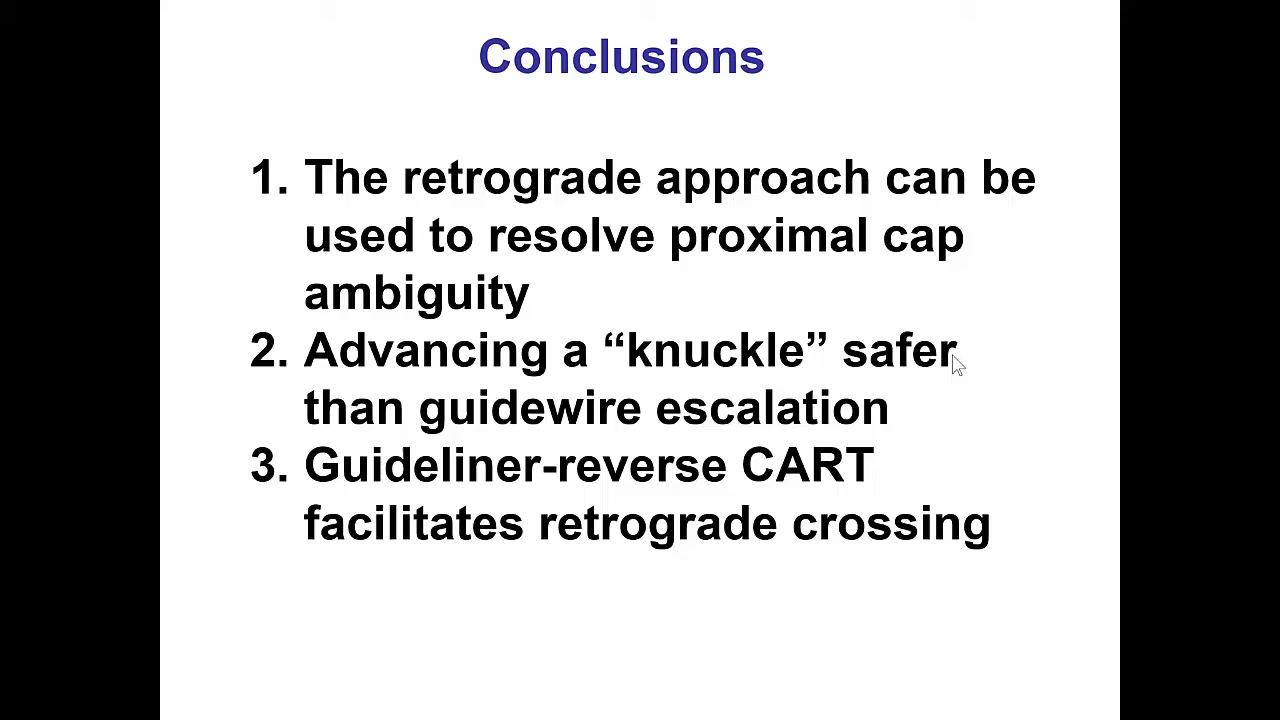 Conclusions
1. The retrograde approach can be
used to resolve proximal cap
ambiguity
2. Advancing a “knuckle” safer
than guidewire escalation
3. Guideliner-reverse CART
facilitates retrograde crossing